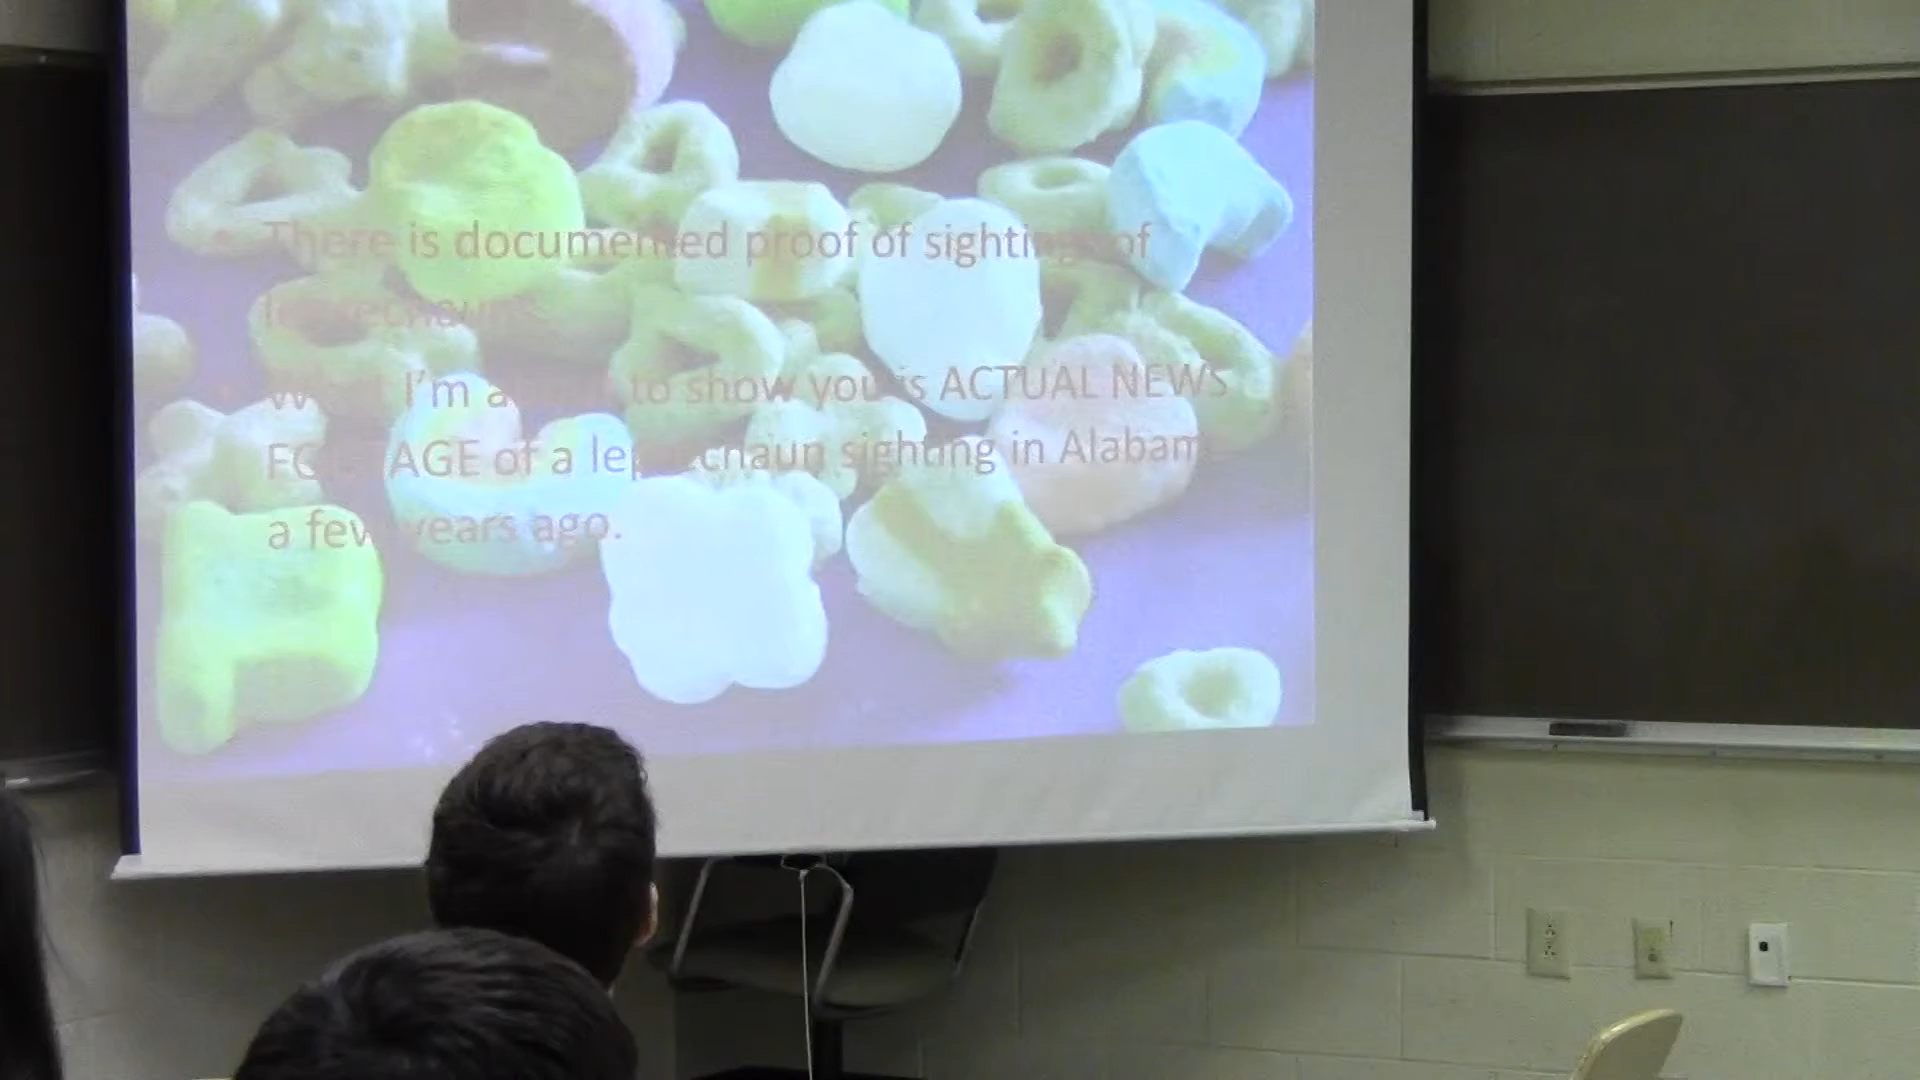 There is documented proof of sightings of
leprechauns.
What I'm about to show you is ACTUAL NEWS
FOOTAGE of a leprechaun sighting in Alabama
a few years ago.